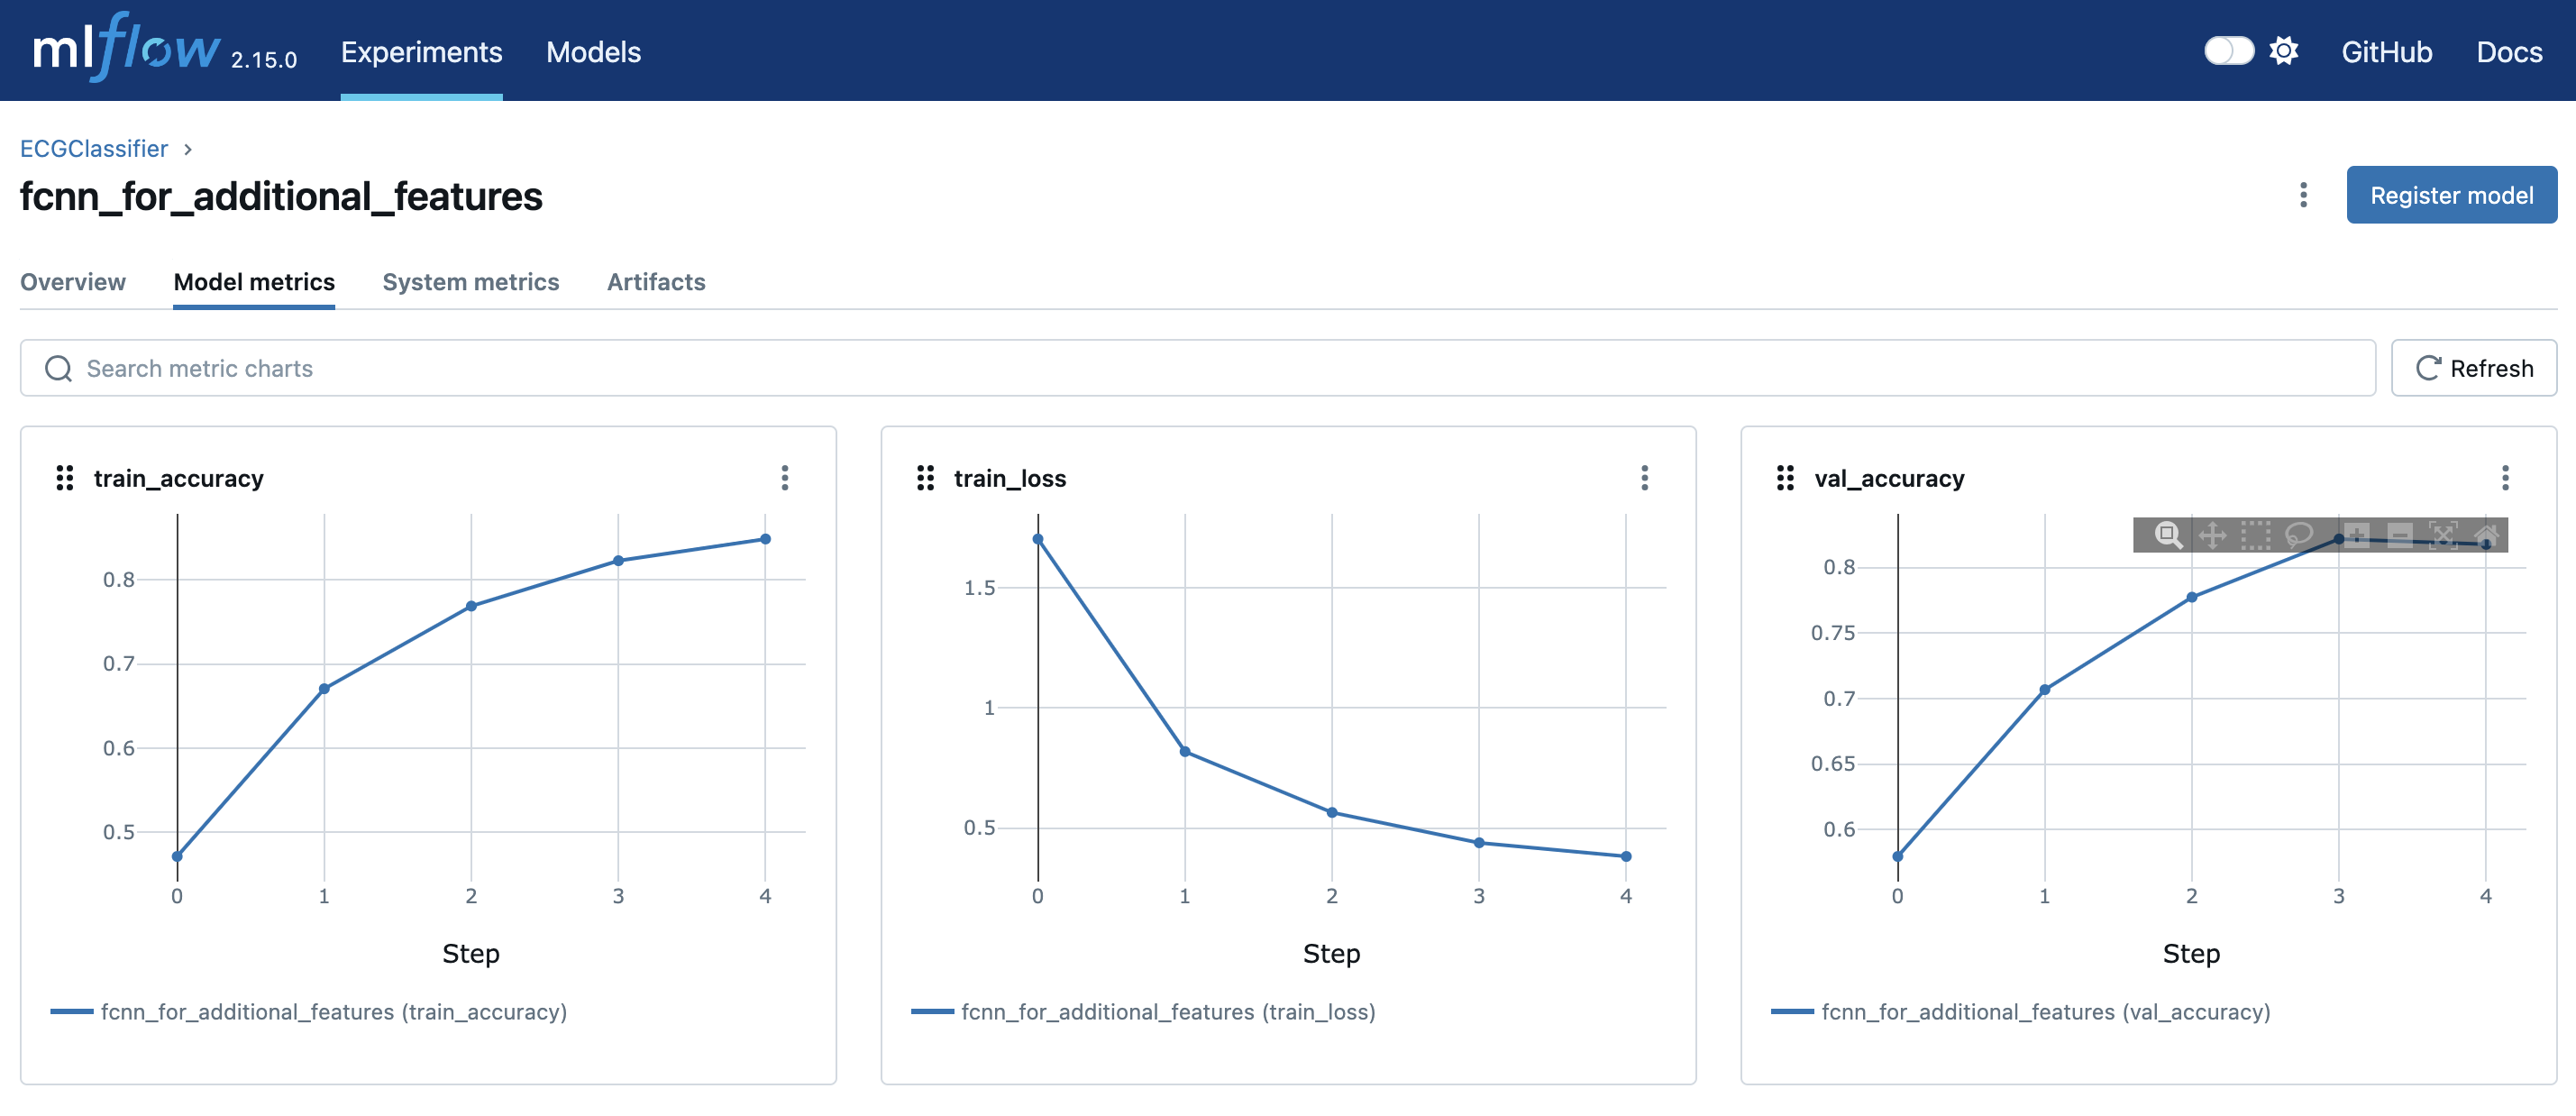 mlflow 2.15.0 Experiments Models GitHub Docs
ECGClassifier ›
fcnn_for_additional_features
Register model
Overview Model metrics System metrics Artifacts
Search metric charts
Refresh
train_accuracy
0.8
0.7
0.6
0.5
0 1 2 3 4
Step
fcnn_for_additional_features (train_accuracy)
train_loss
1.5
1
0.5
0 1 2 3 4
Step
fcnn_for_additional_features (train_loss)
val_accuracy
0.8
0.75
0.7
0.65
0.6
0 1 2 3 4
Step
fcnn_for_additional_features (val_accuracy)